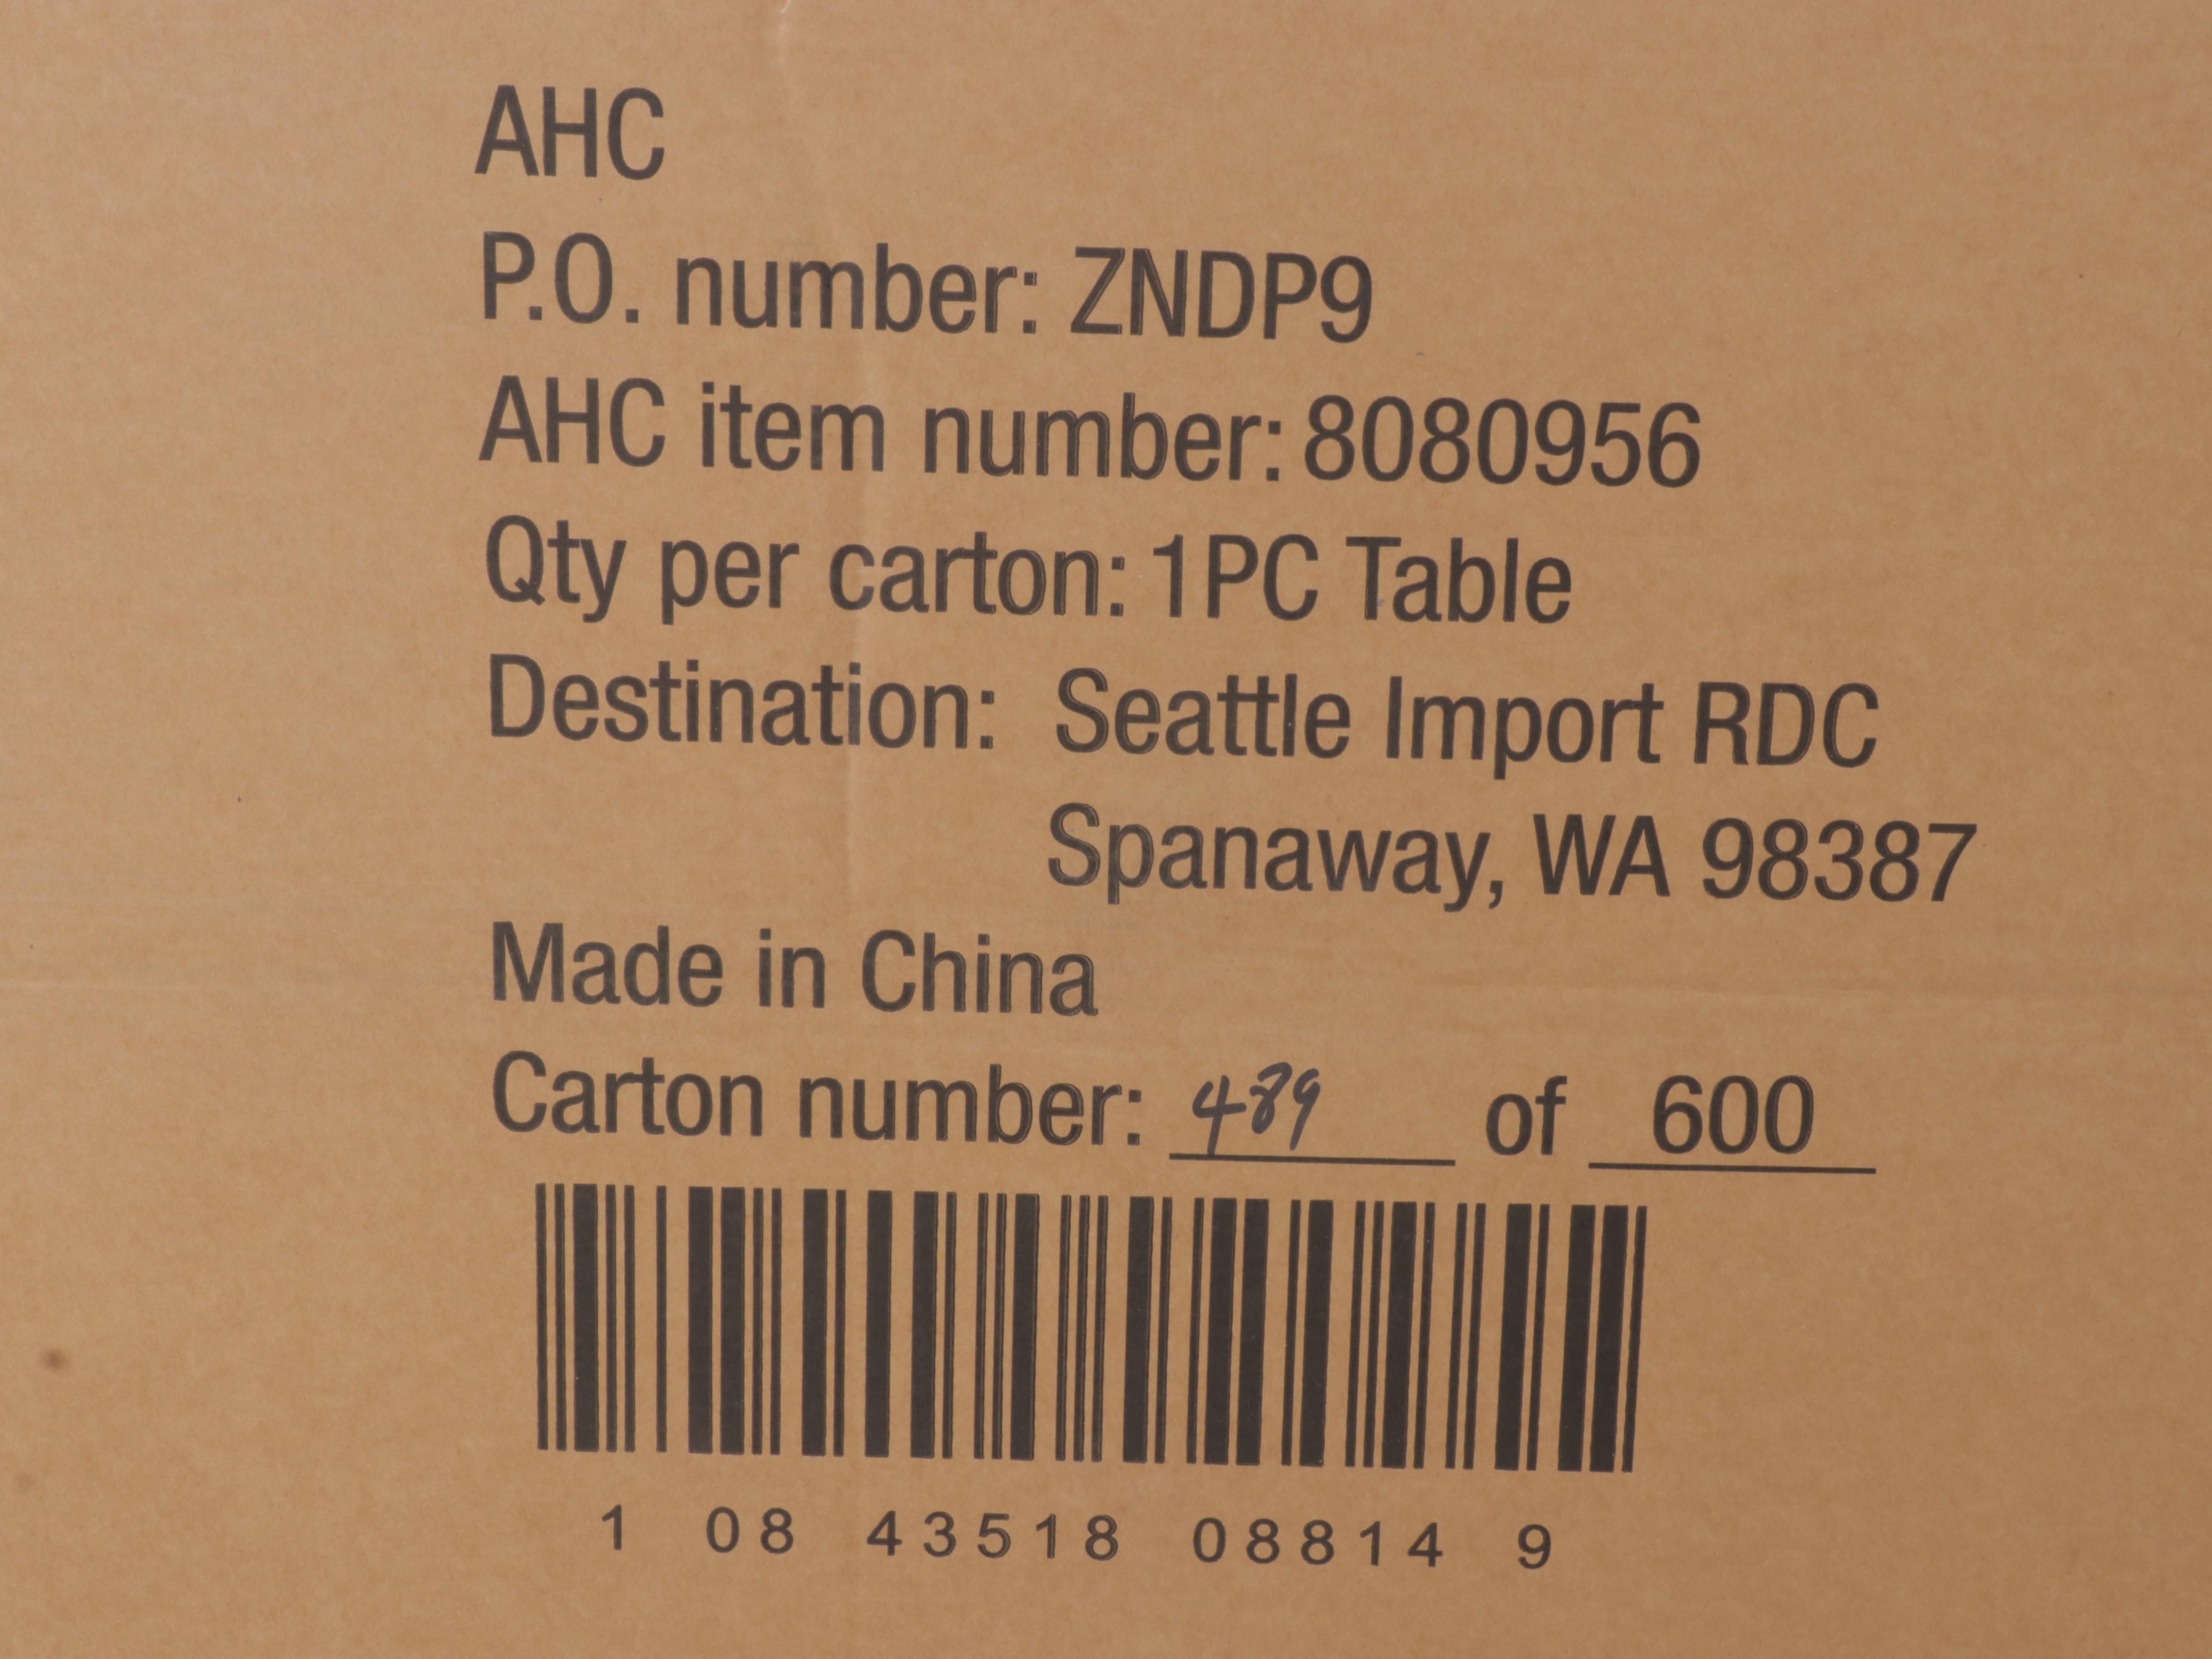 AHC
P.O. number: ZNDP9
AHC item number: 8080956
Qty per carton: 1PC Table
Destination: Seattle Import RDC
Spanaway, WA 98387
Made in China
Carton number: 489 of 600
1 08 43518 08814 9